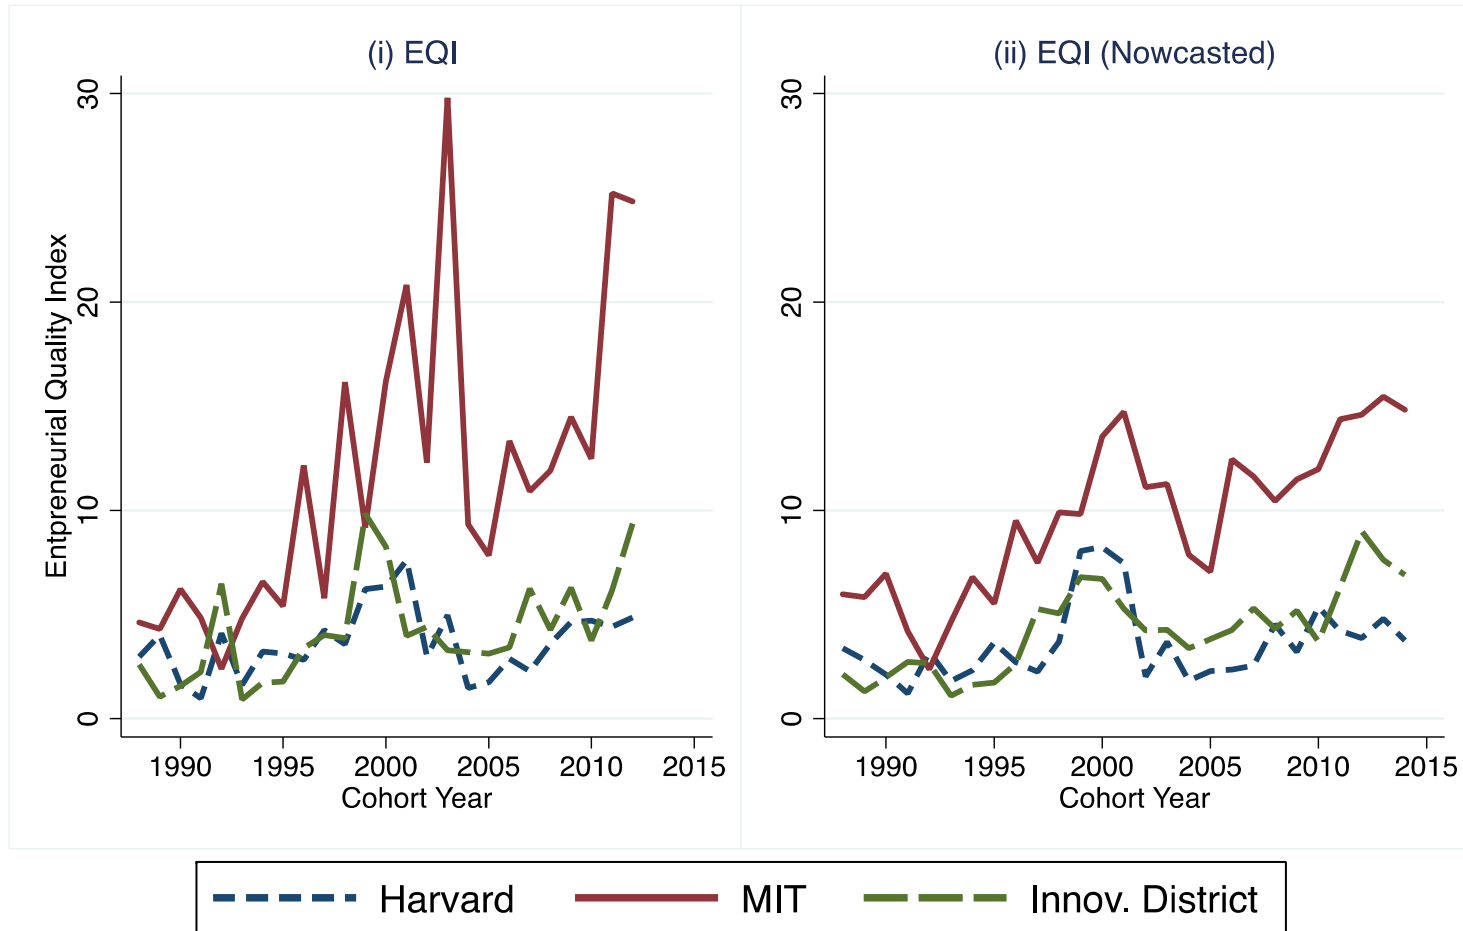 (i) EQI
Entpreneurial Quality Index
30
20
10
0
1990 1995 2000 2005 2010 2015
Cohort Year
(ii) EQI (Nowcasted)
30
20
10
0
1990 1995 2000 2005 2010 2015
Cohort Year
Harvard MIT Innov. District